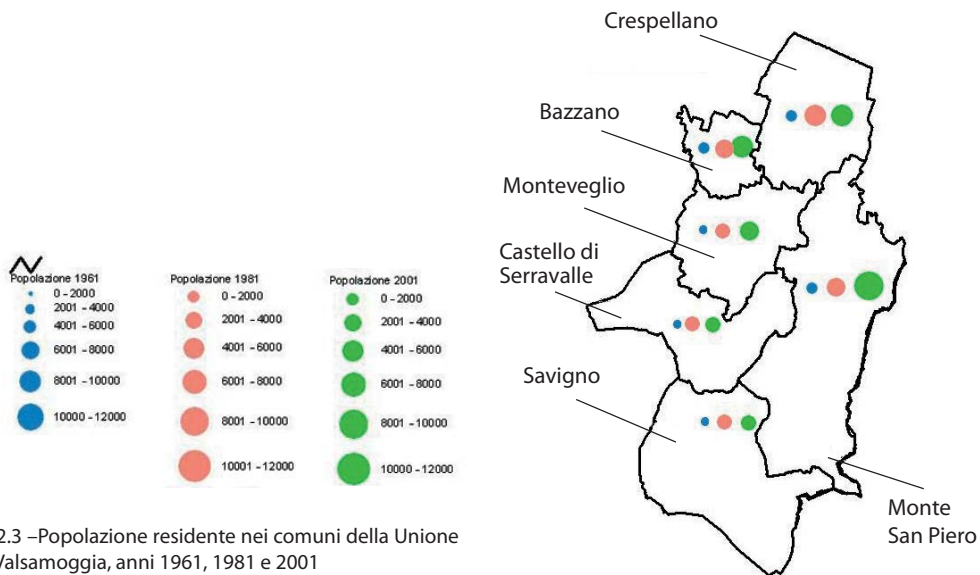 Crespellano
Bazzano
Monteveglio
Castello di
Serravalle
Savigno
Monte
San Piero
Popolazione 1961
0 - 2000
2001 - 4000
4001 - 6000
6001 - 8000
8001 - 10000
10000 - 12000
Popolazione 1981
0 - 2000
2001 - 4000
4001 - 6000
6001 - 8000
8001 - 10000
10001 - 12000
Popolazione 2001
0 - 2000
2001 - 4000
4001 - 6000
6001 - 8000
8001 - 10000
10000 - 12000
2.3 –Popolazione residente nei comuni della Unione
Valsamoggia, anni 1961, 1981 e 2001